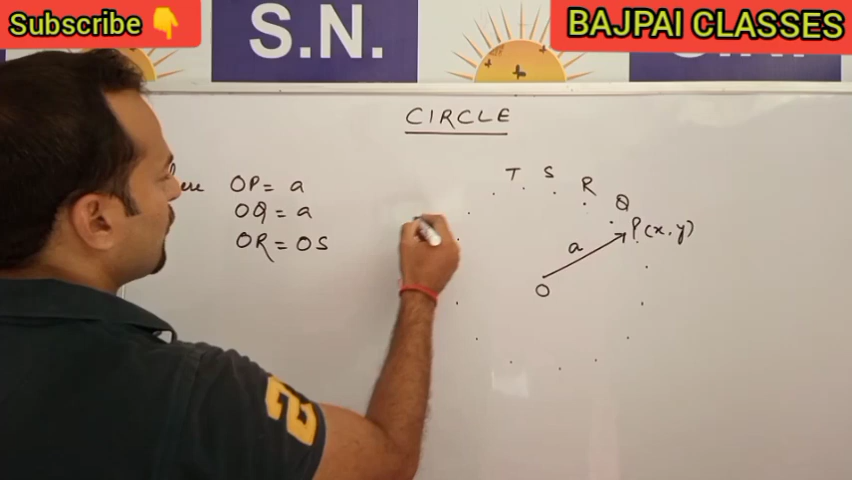 Subscribe 👇
BAJPAI CLASSES
S.N.
CIRCLE
OP = a
OQ = a
OR = OS
T
S
R
Q
P(x, y)
a
O